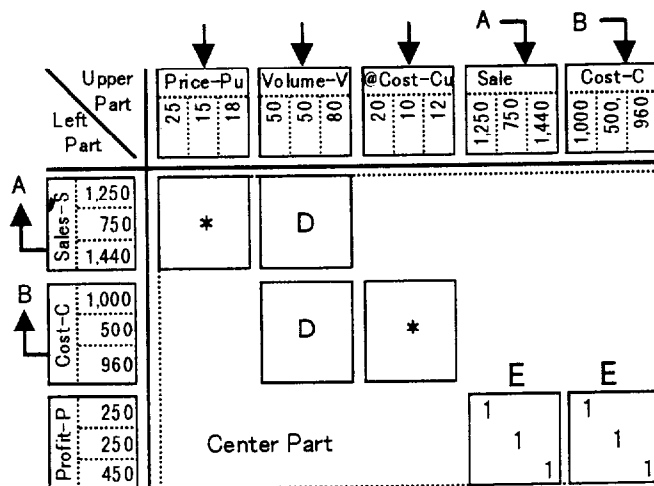 A B
Upper Part
Left Part
Price-Pu Volume-V @Cost-Cu Sale Cost-C
25 15 18 50 50 80 20 10 12 1,250 750 1,440 1,000 500, 960
A
Sales-S
1,250
750
1,440
* D
B
Cost-C
1,000
500
960
D *
E E
Profit-P
250
250
450
Center Part
1 1
1 1
1 1